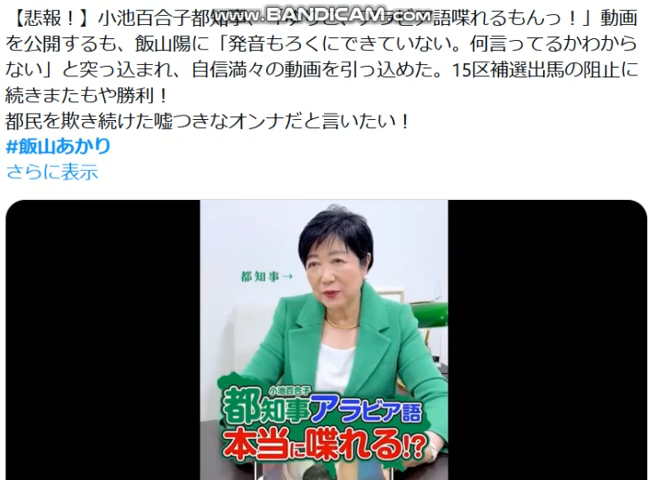 【悲報！】小池百合子都知事
語喋れるもんっ！」動画
www.BANDICAM.com
を公開するも、飯山陽に「発音もろくにできていない。何言ってるかわから
ない」と突っ込まれ、自信満々の動画を引っ込めた。15区補選出馬の阻止に
続きまたもや勝利！
都民を欺き続けた嘘つきなオンナだと言いたい！
#飯山あかり
さらに表示
都知事→
小池百合子
都知事アラビア語
本当に喋れる!?